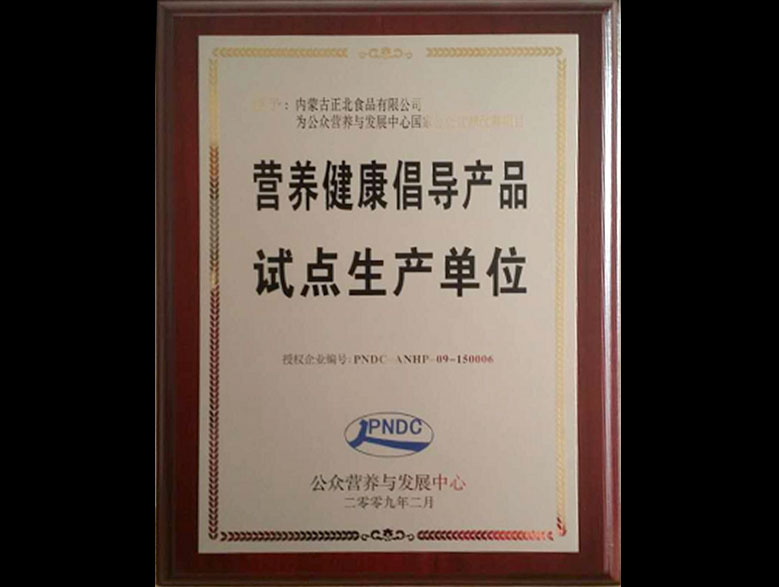 授予：内蒙古正北食品有限公司
为公众营养与发展中心国家
营养健康倡导产品
试点生产单位
授权企业编号:PNDC-ANHP-09-150006
PNDC
公众营养与发展中心
二零零九年二月